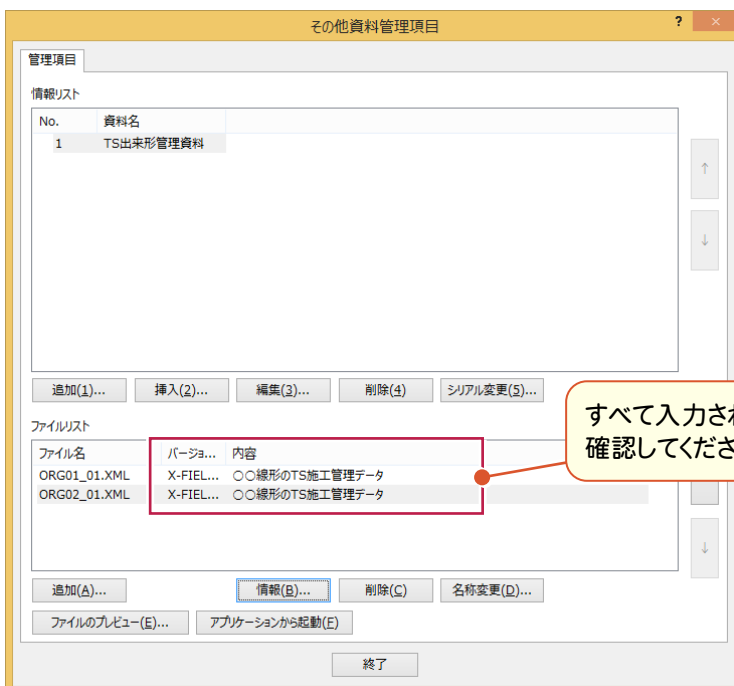 その他資料管理項目 ? ×
管理項目
情報リスト
No. 資料名
1 TS出来形管理資料
↑
↓
追加(1)... 挿入(2)... 編集(3)... 削除(4) シリアル変更(5)...
すべて入力され
確認してくださ
ファイルリスト
ファイル名 バージョ... 内容
ORG01_01.XML X-FIEL... 〇〇線形のTS施工管理データ
ORG02_01.XML X-FIEL... 〇〇線形のTS施工管理データ
↓
追加(A)... 情報(B)... 削除(C) 名称変更(D)...
ファイルのプレビュー(E)... アプリケーションから起動(F)
終了